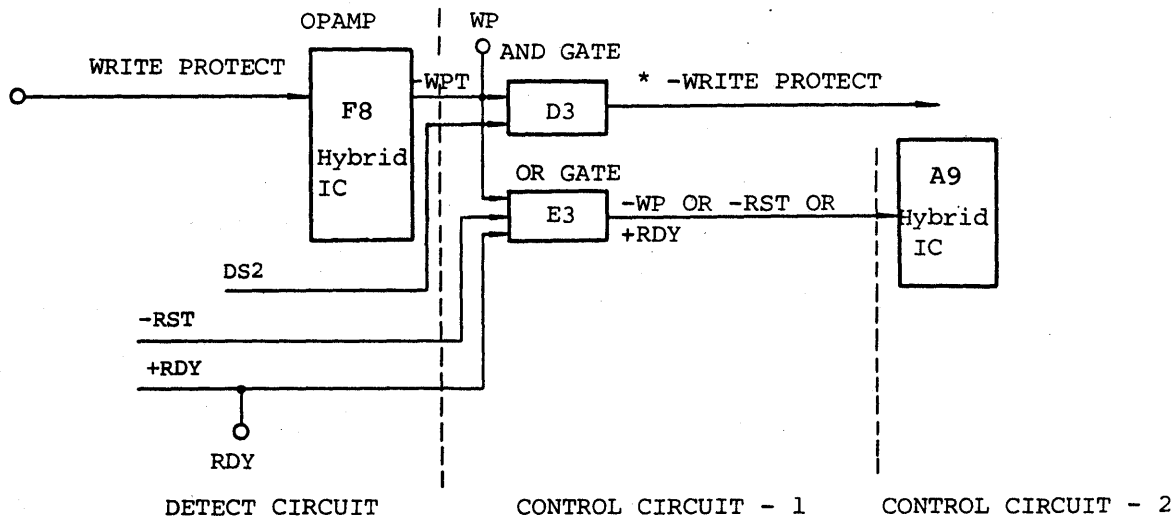 OPAMP
WP
AND GATE
WRITE PROTECT
-WPT
* -WRITE PROTECT
F8
Hybrid
IC
D3
OR GATE
E3
-WP OR -RST OR
+RDY
A9
Hybrid
IC
DS2
-RST
+RDY
RDY
DETECT CIRCUIT
CONTROL CIRCUIT - 1
CONTROL CIRCUIT - 2